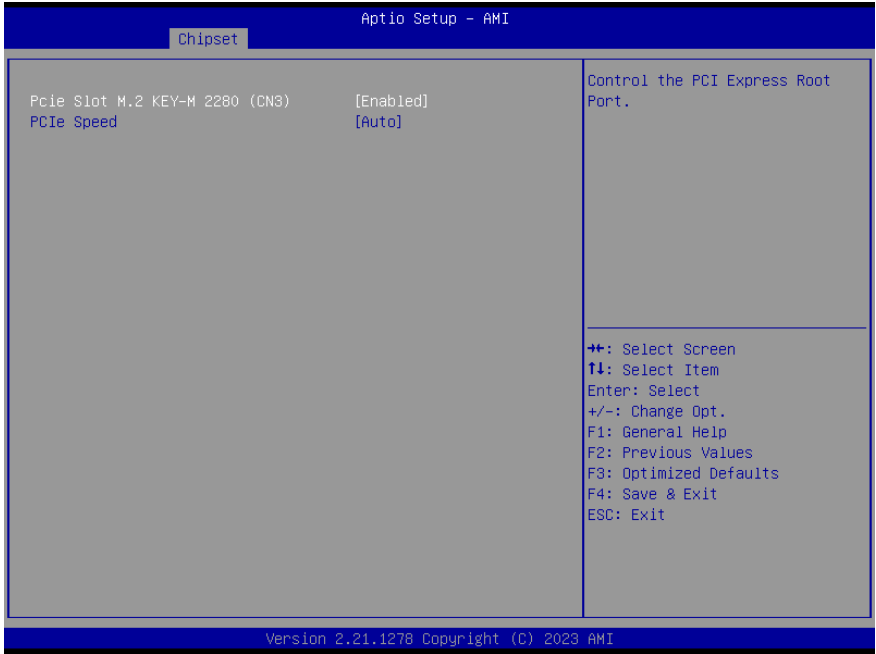 Aptio Setup – AMI
Chipset
Pcie Slot M.2 KEY-M 2280 (CN3) [Enabled]
PCIe Speed [Auto]
Control the PCI Express Root
Port.
→←: Select Screen
↑↓: Select Item
Enter: Select
+/-: Change Opt.
F1: General Help
F2: Previous Values
F3: Optimized Defaults
F4: Save & Exit
ESC: Exit
Version 2.21.1278 Copyright (C) 2023 AMI